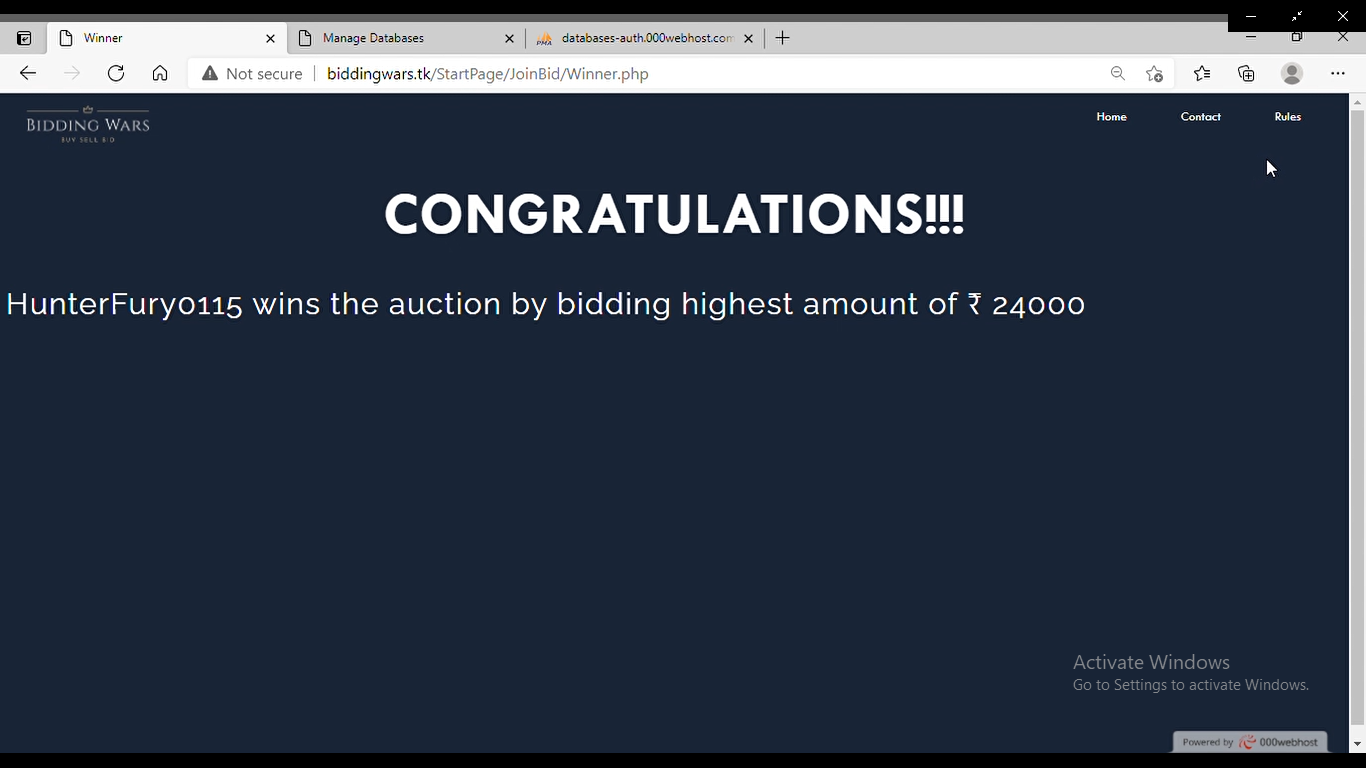 Winner
Manage Databases
PMA
databases-auth.000webhost.com
Not secure
biddingwars.tk/StartPage/JoinBid/Winner.php
BIDDING WARS
BUY SELL BID
Home
Contact
Rules
CONGRATULATIONS!!!
HunterFury0115 wins the auction by bidding highest amount of ₹ 24000
Activate Windows
Go to Settings to activate Windows.
Powered by 000webhost